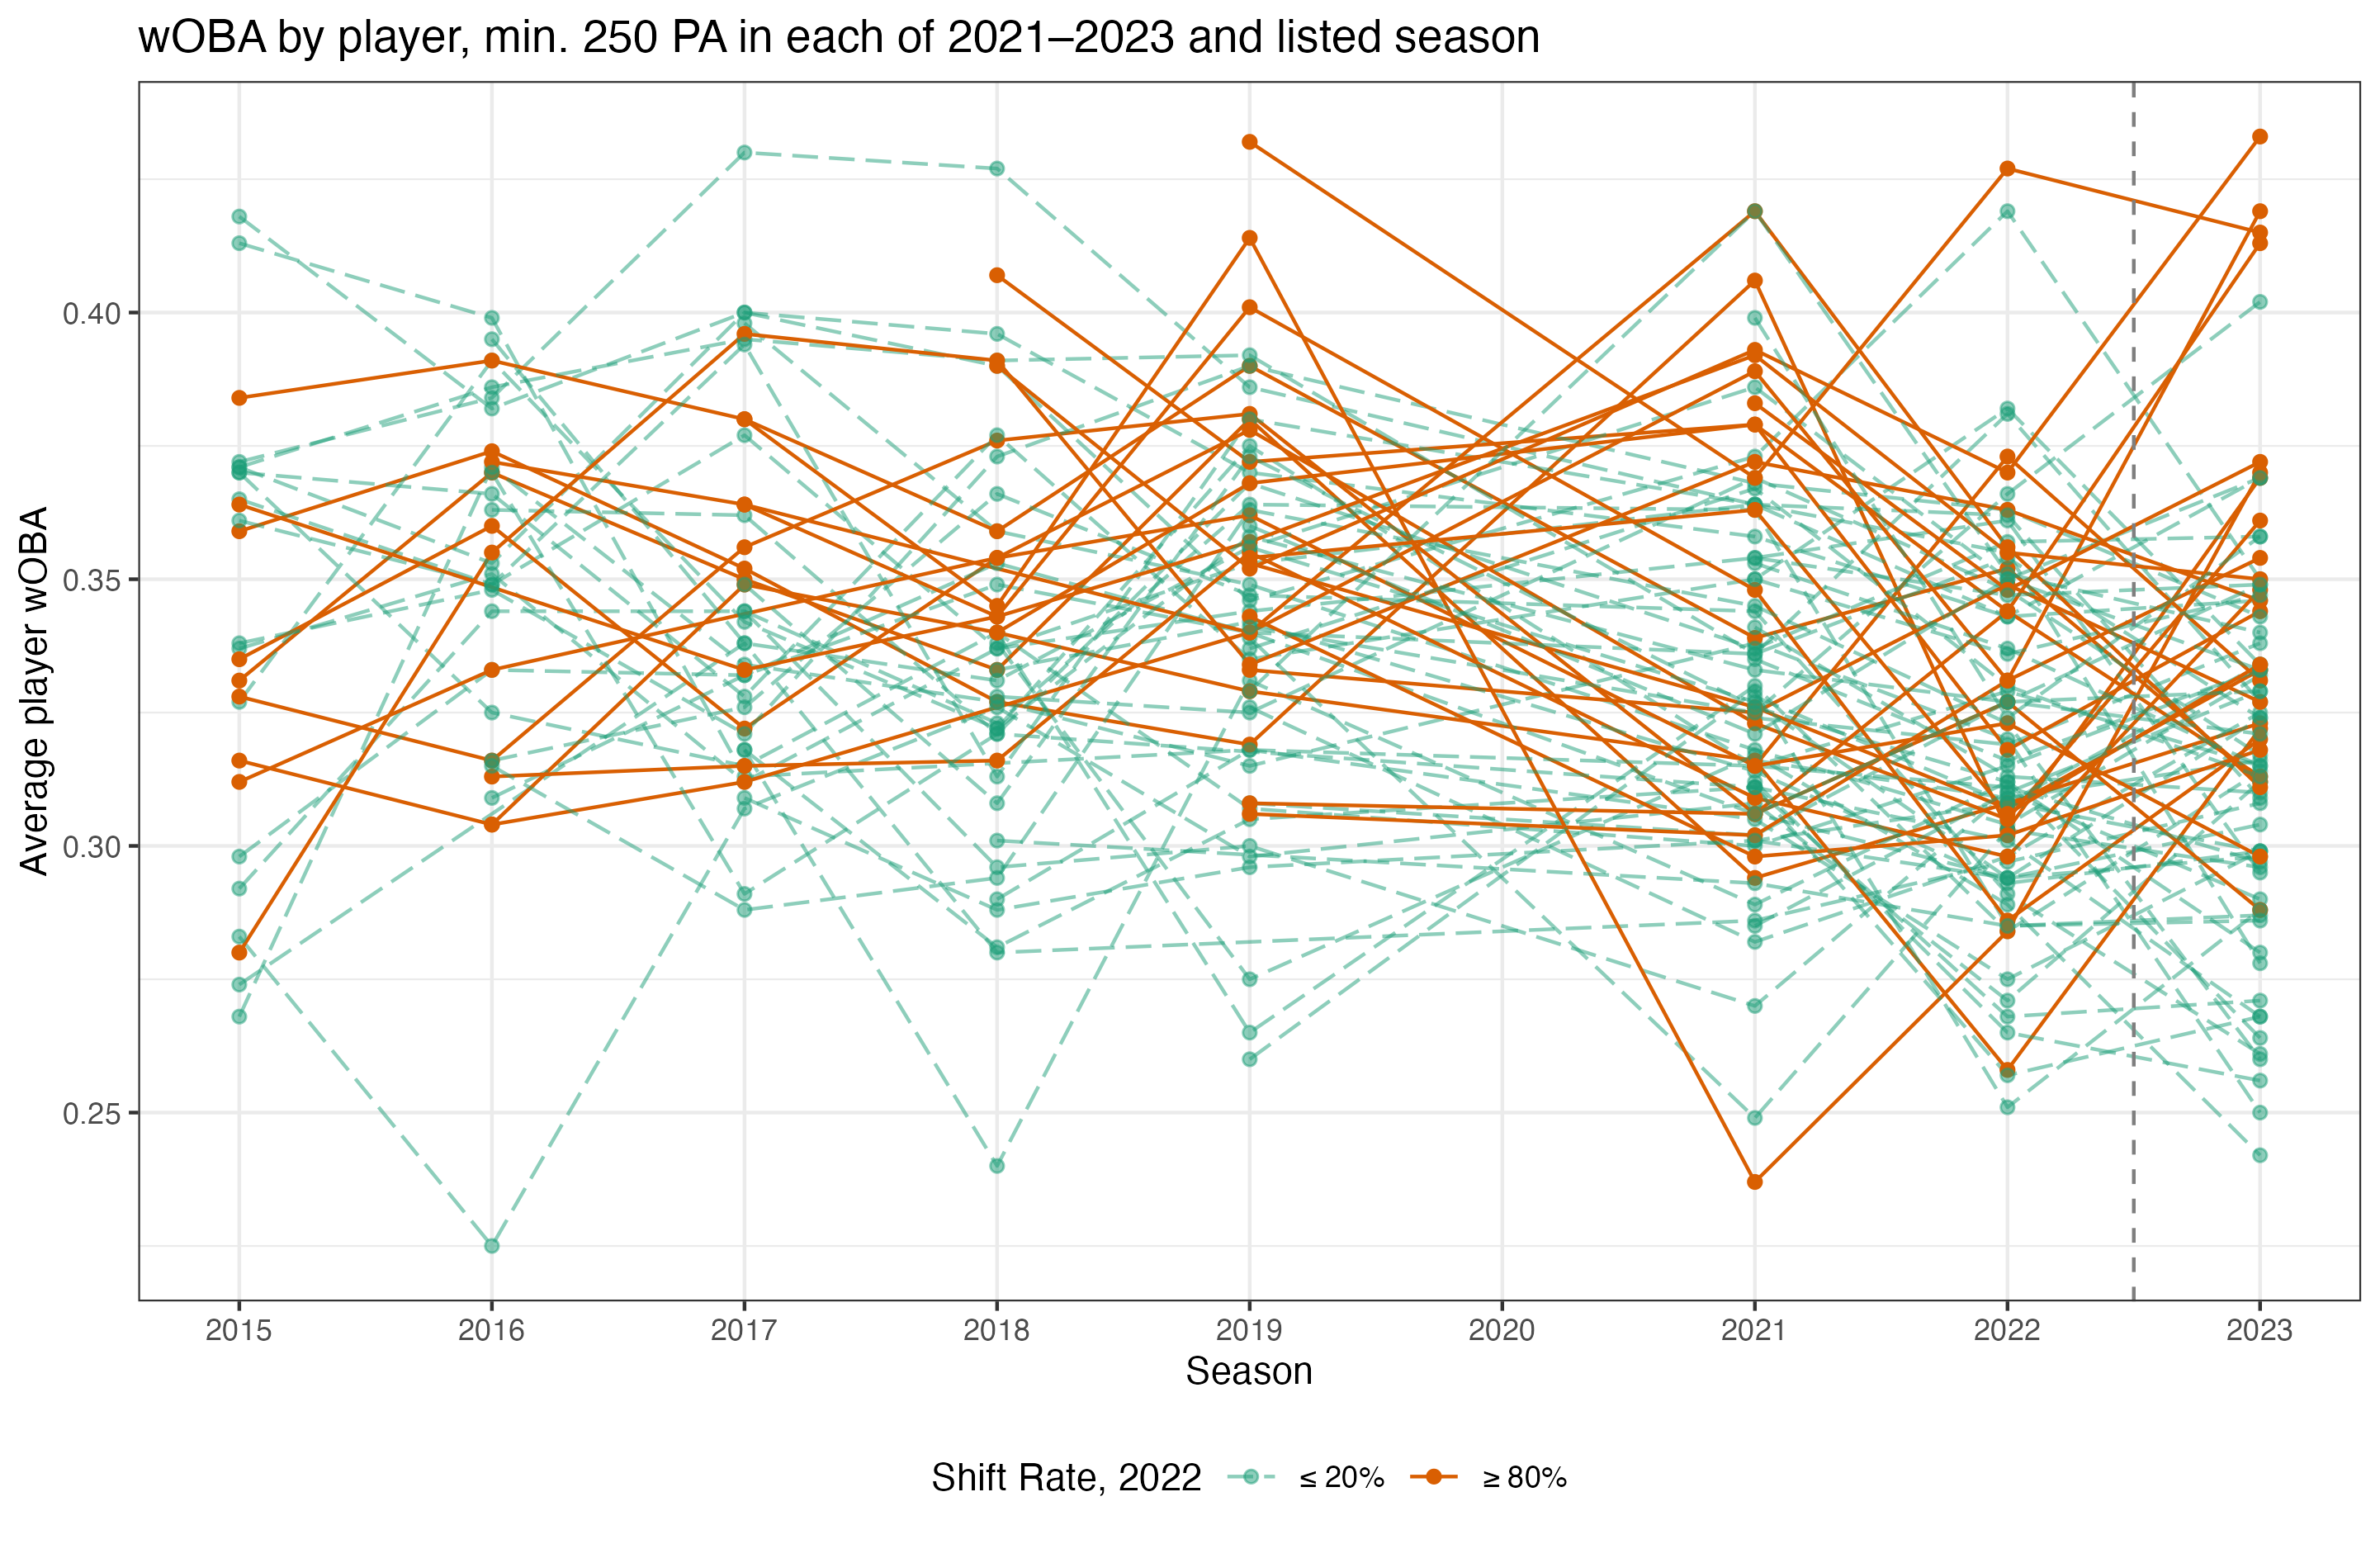 wOBA by player, min. 250 PA in each of 2021–2023 and listed season
Average player wOBA
0.40
0.35
0.30
0.25
2015 2016 2017 2018 2019 2020 2021 2022 2023
Season
Shift Rate, 2022 ≤ 20% ≥ 80%